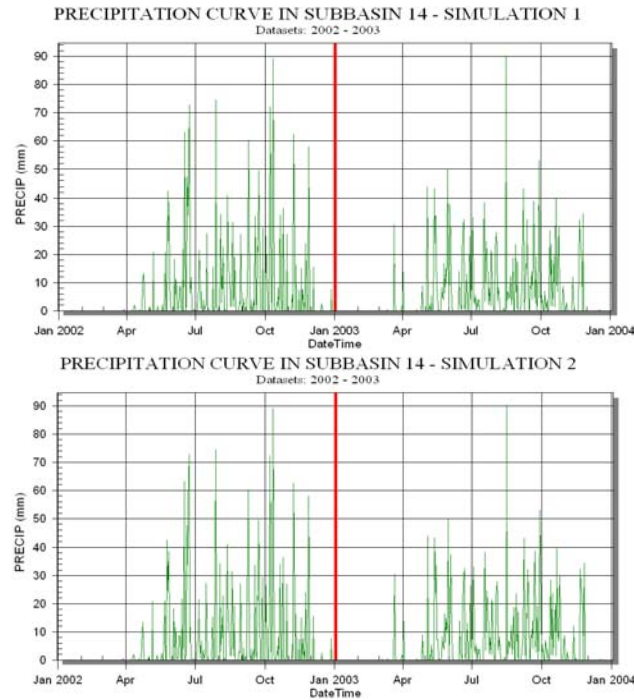 PRECIPITATION CURVE IN SUBBASIN 14 - SIMULATION 1
Datasets: 2002 - 2003
PRECIP (mm)
90
80
70
60
50
40
30
20
10
0
Jan 2002 Apr Jul Oct Jan 2003 Apr Jul Oct Jan 2004
DateTime
PRECIPITATION CURVE IN SUBBASIN 14 - SIMULATION 2
Datasets: 2002 - 2003
PRECIP (mm)
90
80
70
60
50
40
30
20
10
0
Jan 2002 Apr Jul Oct Jan 2003 Apr Jul Oct Jan 2004
DateTime